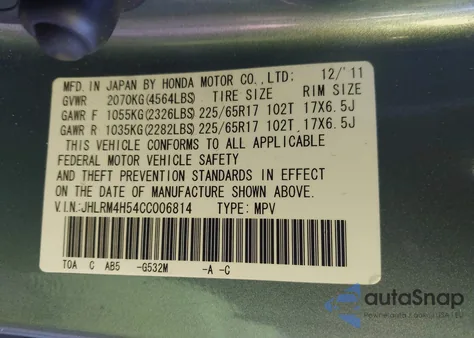 MFD. IN JAPAN BY HONDA MOTOR CO.,LTD: 12/'11
GVWR 2070KG(4564LBS) TIRE SIZE RIM SIZE
GAWR F 1055KG(2326LBS) 225/65R17 102T 17X6.5J
GAWR R 1035KG(2282LBS) 225/65R17 102T 17X6.5J
THIS VEHICLE CONFORMS TO ALL APPLICABLE
FEDERAL MOTOR VEHICLE SAFETY
AND THEFT PREVENTION STANDARDS IN EFFECT
ON THE DATE OF MANUFACTURE SHOWN ABOVE.
V.I.N:JHLRM4H54CC006814 TYPE: MPV
TOA C AB5 -G532M -A -C
autoSnap